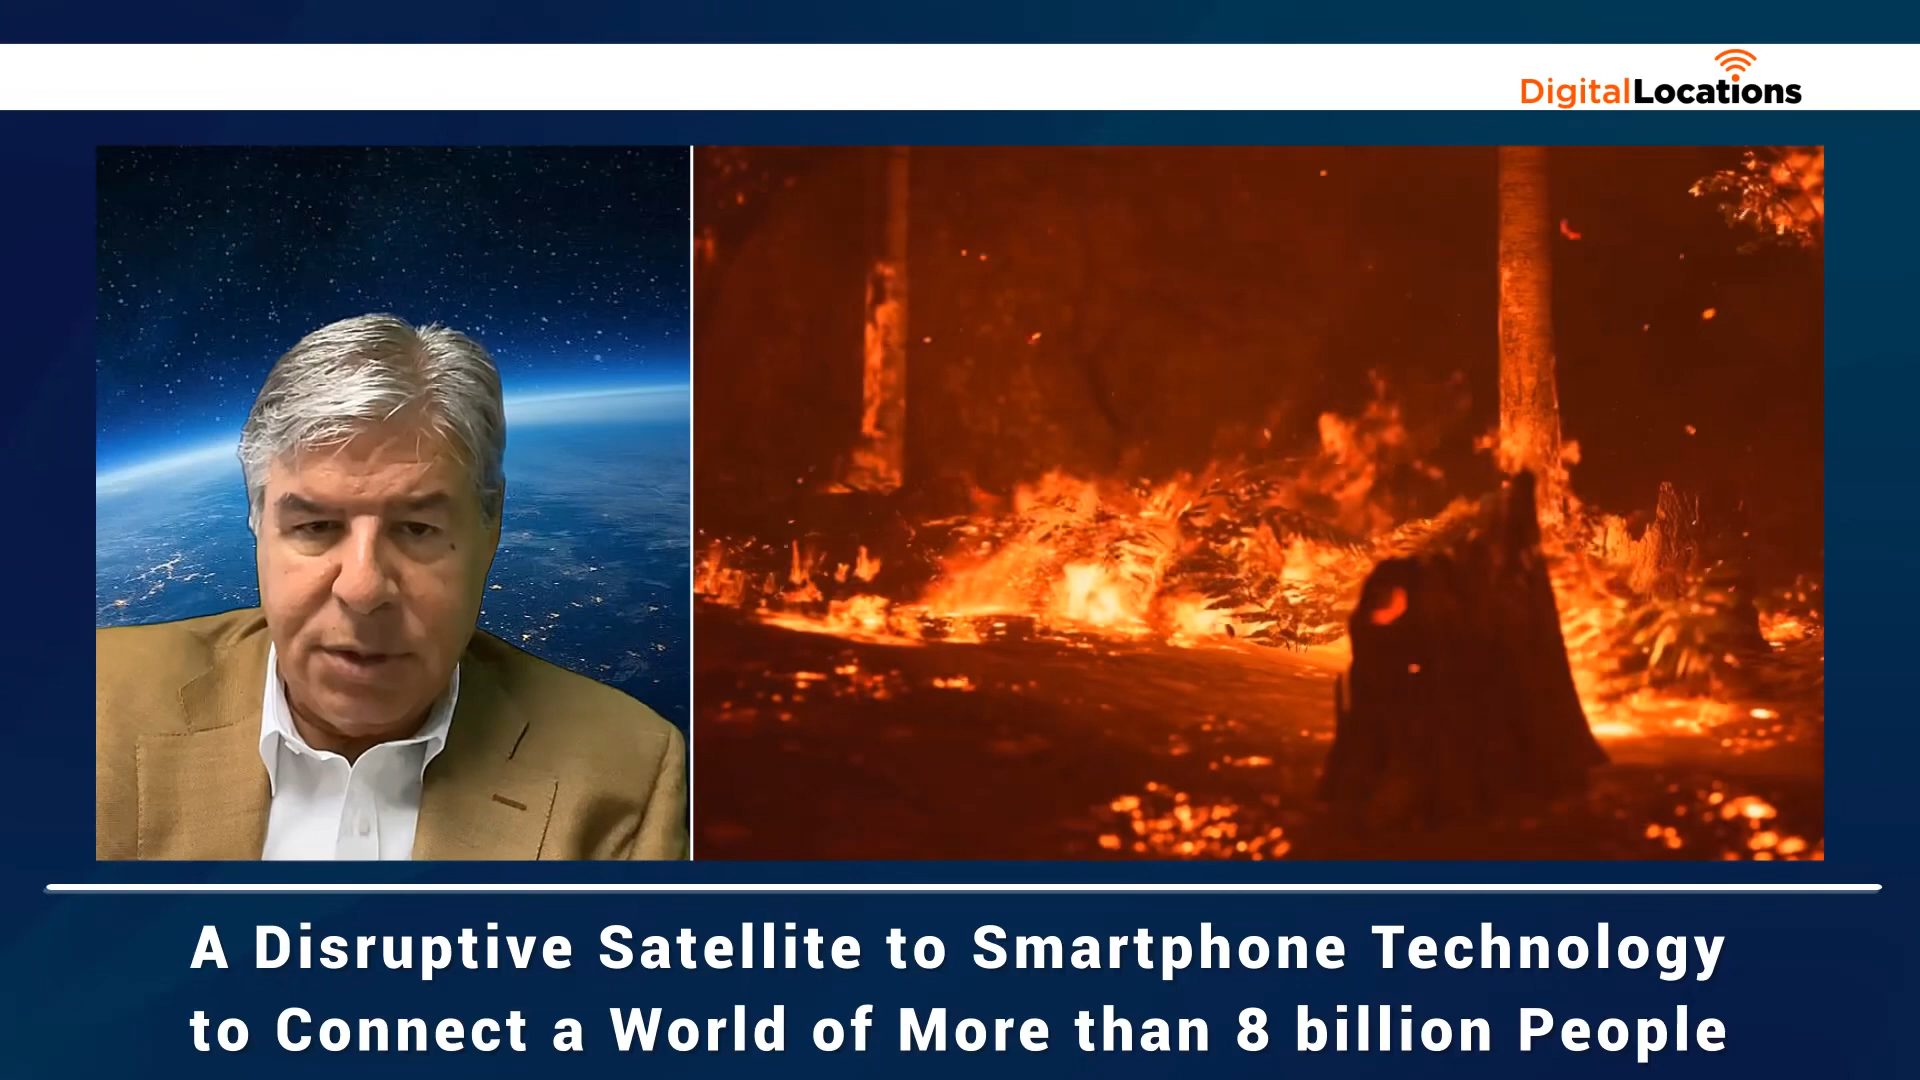 DigitalLocations
A Disruptive Satellite to Smartphone Technology
to Connect a World of More than 8 billion People